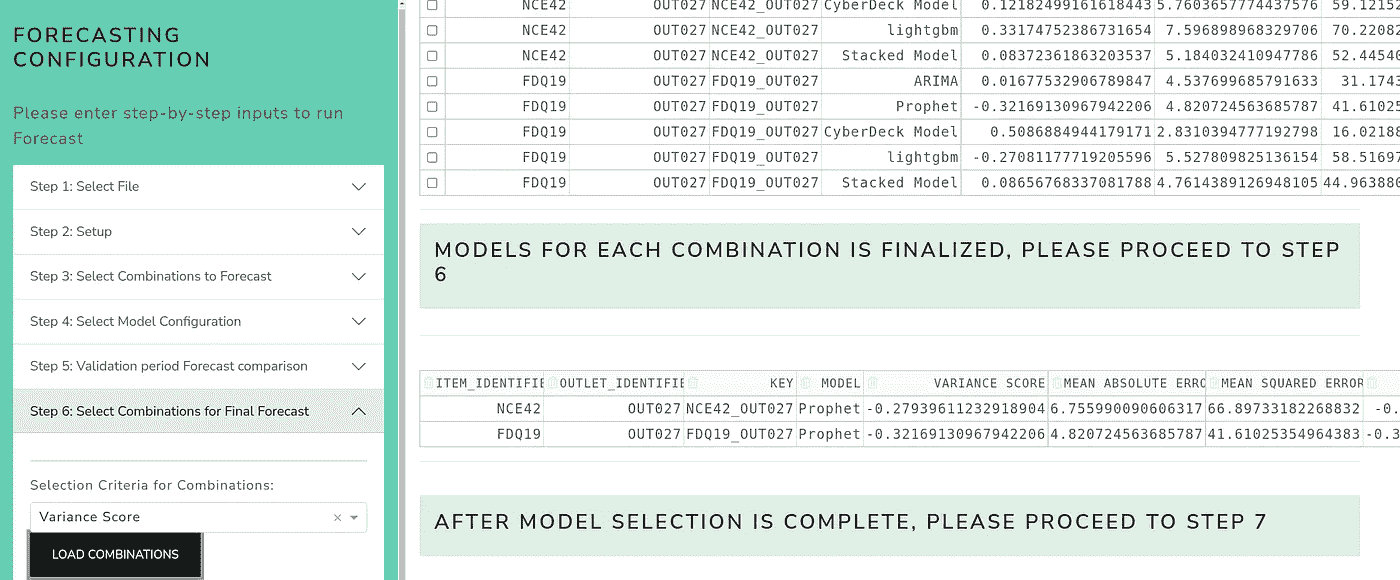 FORECASTING
CONFIGURATION
Please enter step-by-step inputs to run
Forecast
Step 1: Select File
Step 2: Setup
Step 3: Select Combinations to Forecast
Step 4: Select Model Configuration
Step 5: Validation period Forecast comparison
Step 6: Select Combinations for Final Forecast
Selection Criteria for Combinations:
Variance Score
LOAD COMBINATIONS
NCE42 OUT027 NCE42_OUT027 CyberDeck Model 0.12182499161618443 5.7603657774437576 59.12152
NCE42 OUT027 NCE42_OUT027 lightgbm 0.33174752386731654 7.596898968329706 70.22082
NCE42 OUT027 NCE42_OUT027 Stacked Model 0.083723618632035​37 5.184032410947786 52.44546
FDQ19 OUT027 FDQ19_OUT027 ARIMA 0.01677532906789847 4.537699685791633 31.1743
FDQ19 OUT027 FDQ19_OUT027 Prophet -0.32169130967942206 4.820724563685787 41.61025
FDQ19 OUT027 FDQ19_OUT027 CyberDeck Model 0.5086884944179171 2.8310394777192798 16.02188
FDQ19 OUT027 FDQ19_OUT027 lightgbm -0.27081177719205596 5.527809825136154 58.51697
FDQ19 OUT027 FDQ19_OUT027 Stacked Model 0.08656768337081788 4.7614389126948105 44.963886
MODELS FOR EACH COMBINATION IS FINALIZED, PLEASE PROCEED TO STEP
6
ITEM_IDENTIFIE OUTLET_IDENTIFIE KEY MODEL VARIANCE SCORE MEAN ABSOLUTE ERRO MEAN SQUARED ERROR
NCE42 OUT027 NCE42_OUT027 Prophet -0.27939611232918904 6.755990090606317 66.89733182268832 -0.
FDQ19 OUT027 FDQ19_OUT027 Prophet -0.32169130967942206 4.820724563685787 41.61025354964383 -0.3
AFTER MODEL SELECTION IS COMPLETE, PLEASE PROCEED TO STEP 7